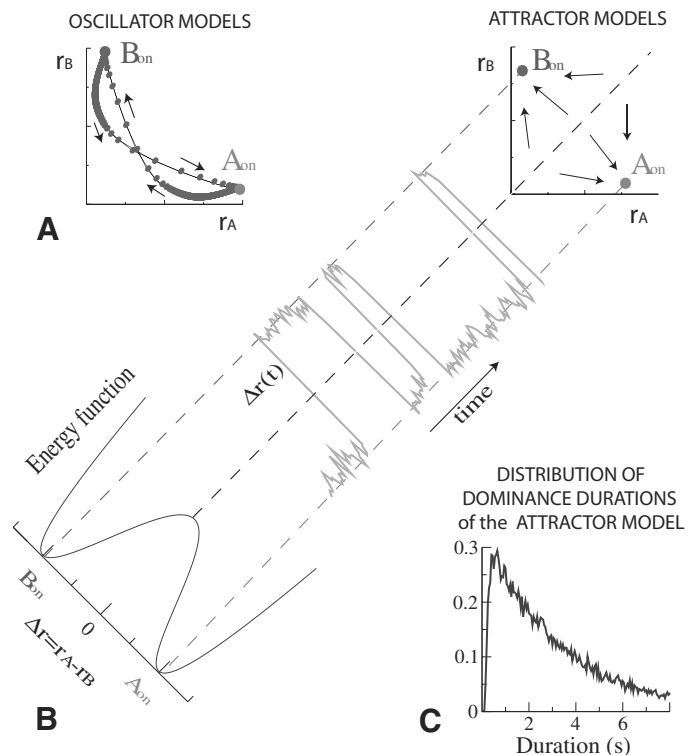 OSCILLATOR MODELS
rB
Bon
Aon
rA
A
ATTRACTOR MODELS
rB
Bon
Aon
rA
Δr(t)
time
Energy function
Bon
0
Aon
Δr=rA-rB
B
DISTRIBUTION OF
DOMINANCE DURATIONS
of the ATTRACTOR MODEL
0.3
0.2
0.1
0
2 4 6
Duration (s)
C